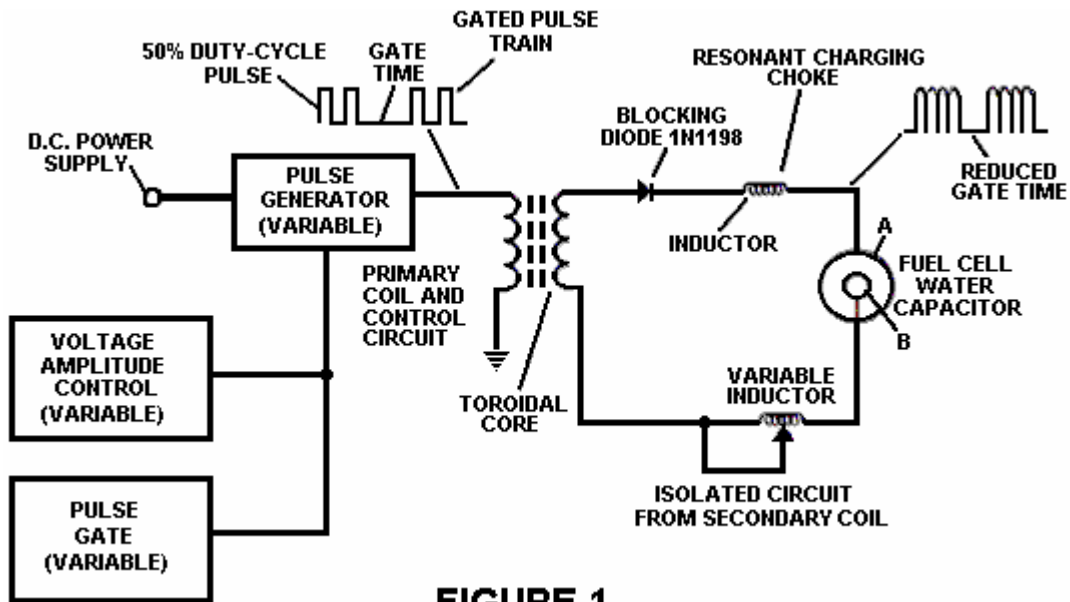 GATED PULSE
TRAIN
50% DUTY-CYCLE
PULSE
GATE
TIME
RESONANT CHARGING
CHOKE
BLOCKING
DIODE 1N1198
D.C. POWER
SUPPLY
PULSE
GENERATOR
(VARIABLE)
REDUCED
GATE TIME
INDUCTOR
A
FUEL CELL
WATER
CAPACITOR
B
PRIMARY
COIL AND
CONTROL
CIRCUIT
VOLTAGE
AMPLITUDE
CONTROL
(VARIABLE)
TOROIDAL
CORE
VARIABLE
INDUCTOR
ISOLATED CIRCUIT
FROM SECONDARY COIL
PULSE
GATE
(VARIABLE)
FIGURE 1